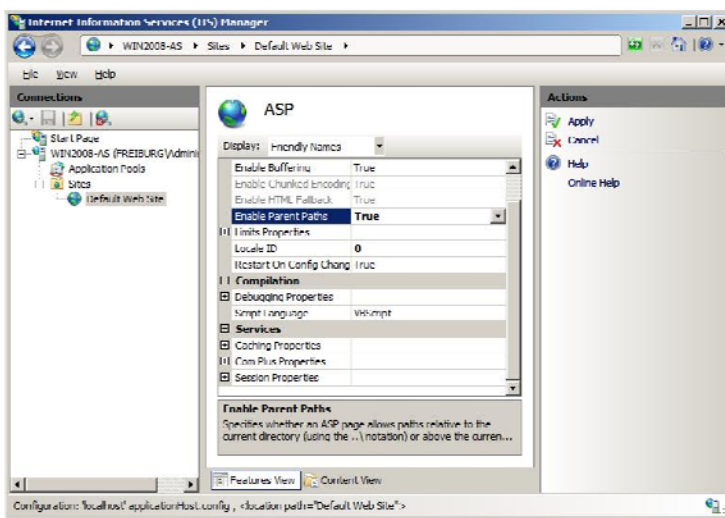 Internet Information Services (IIS) Manager
WIN2008-AS Sites Default Web Site
File View Help
Connections
Start Page
WIN2008-AS (FREIBURG\Admini
Application Pools
Sites
Default Web Site
ASP
Display: Friendly Names
Enable Buffering True
Enable Chunked Encoding True
Enable HTML Fallback True
Enable Parent Paths True
Limits Properties
Locale ID 0
Restart On Config Chang True
Compilation
Debugging Properties
Script Language VBScript
Services
Caching Properties
Com Plus Properties
Session Properties
Enable Parent Paths
Specifies whether an ASP page allows paths relative to the
current directory (using the ..\ notation) or above the curren...
Features View Content View
Actions
Apply
Cancel
Help
Online Help
Configuration: 'localhost' applicationHost.config , <location path="Default Web Site">